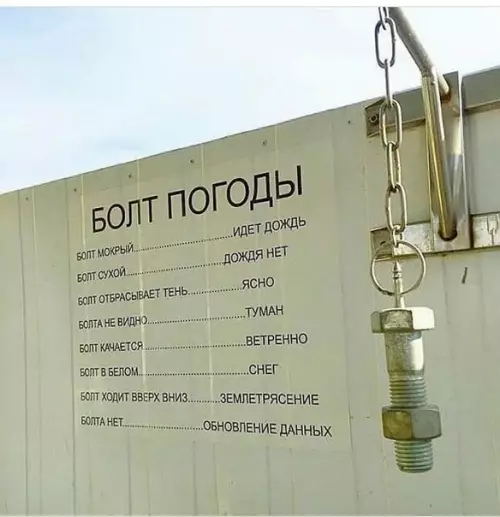 БОЛТ ПОГОДЫ
БОЛТ МОКРЫЙ........................ИДЕТ ДОЖДЬ
БОЛТ СУХОЙ........................ДОЖДЯ НЕТ
БОЛТ ОТБРАСЫВАЕТ ТЕНЬ.............ЯСНО
БОЛТА НЕ ВИДНО.......................ТУМАН
БОЛТ КАЧАЕТСЯ........................ВЕТРЕННО
БОЛТ В БЕЛОМ..........................СНЕГ
БОЛТ ХОДИТ ВВЕРХ ВНИЗ.........ЗЕМЛЕТРЯСЕНИЕ
БОЛТА НЕТ..................ОБНОВЛЕНИЕ ДАННЫХ